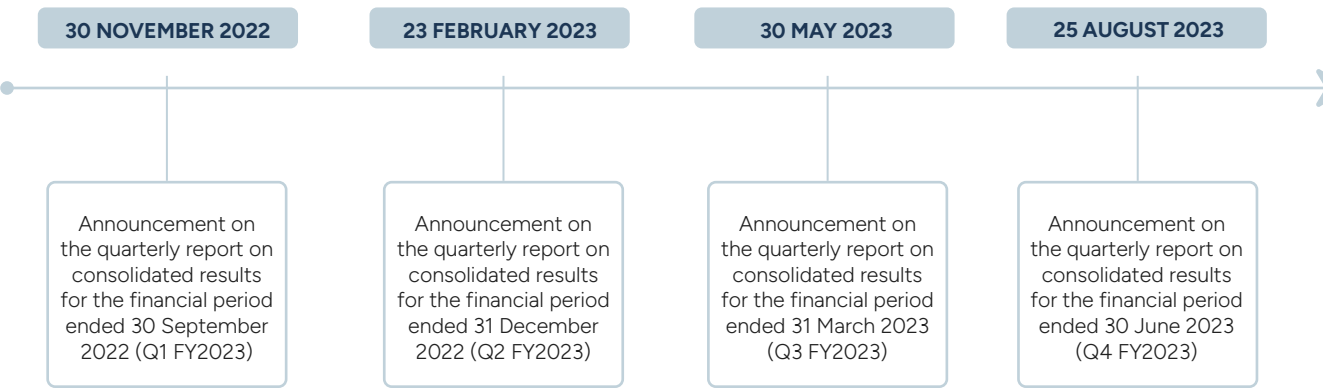 30 NOVEMBER 2022
23 FEBRUARY 2023
30 MAY 2023
25 AUGUST 2023
Announcement on
the quarterly report on
consolidated results
for the financial period
ended 30 September
2022 (Q1 FY2023)
Announcement on
the quarterly report on
consolidated results
for the financial period
ended 31 December
2022 (Q2 FY2023)
Announcement on
the quarterly report on
consolidated results
for the financial period
ended 31 March 2023
(Q3 FY2023)
Announcement on
the quarterly report on
consolidated results
for the financial period
ended 30 June 2023
(Q4 FY2023)